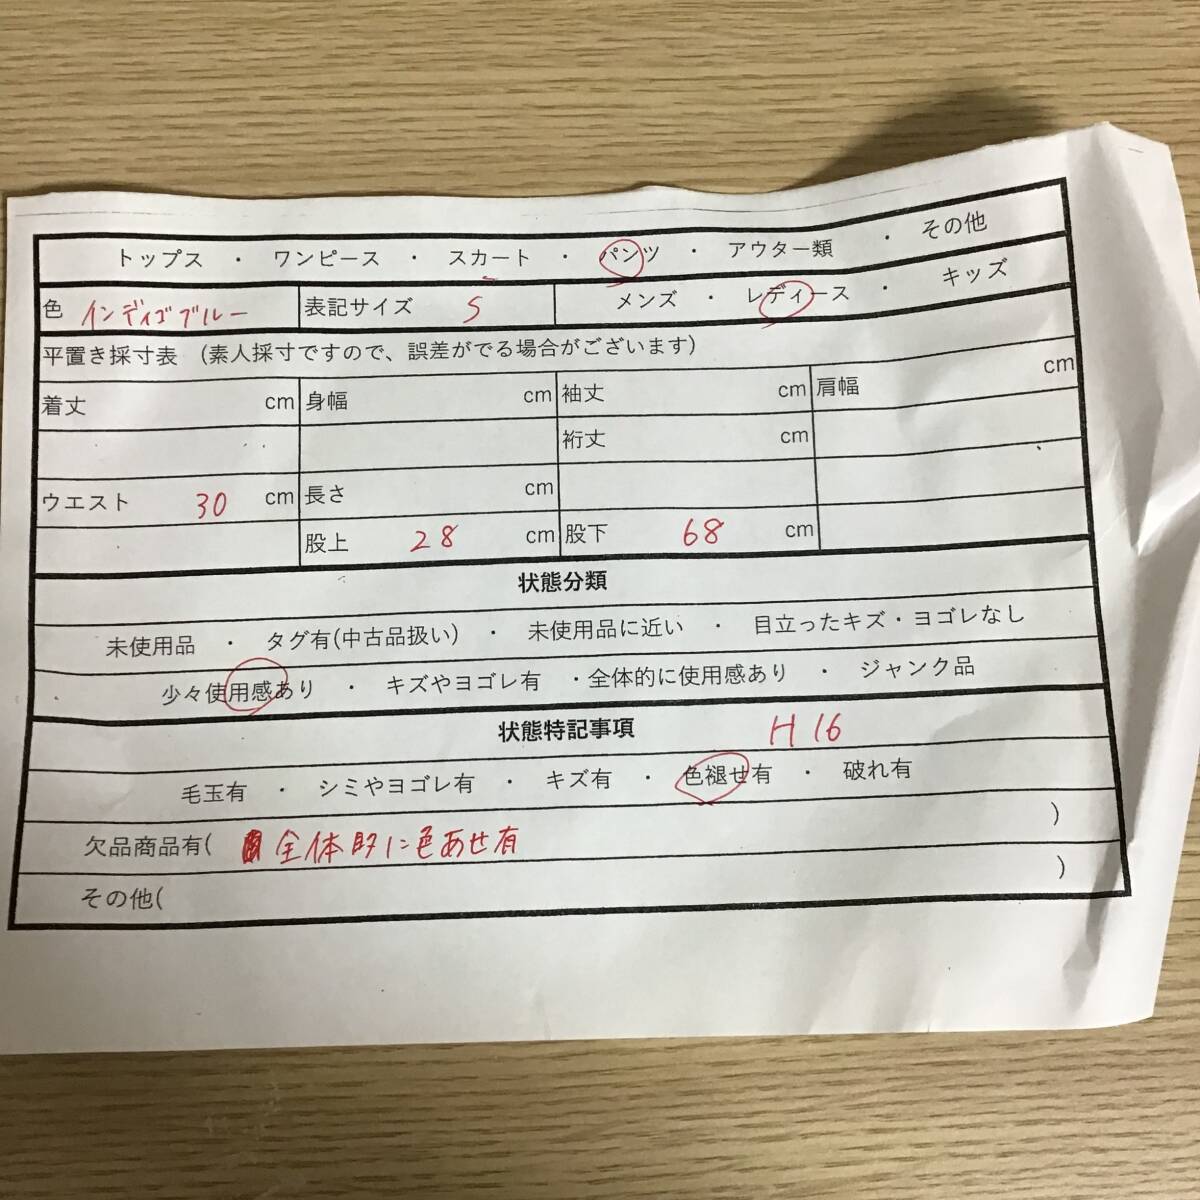 トップス ・ ワンピース ・ スカート ・ パンツ ・ アウター類 ・ その他
色 インディゴブルー 表記サイズ S メンズ ・ レディース ・ キッズ
平置き採寸表 (素人採寸ですので、誤差がでる場合がございます)
着丈 cm 身幅 cm 袖丈 cm 肩幅 cm
裄丈 cm
ウエスト 30 cm 長さ cm
股上 28 cm 股下 68 cm
状態分類
未使用品 ・ タグ有(中古品扱い) ・ 未使用品に近い ・ 目立ったキズ・ヨゴレなし
少々使用感あり ・ キズやヨゴレ有 ・全体的に使用感あり ・ ジャンク品
状態特記事項 H 16
毛玉有 ・ シミやヨゴレ有 ・ キズ有 ・ 色褪せ有 ・ 破れ有
欠品商品有( 全体的に色あせ有 )
その他( )